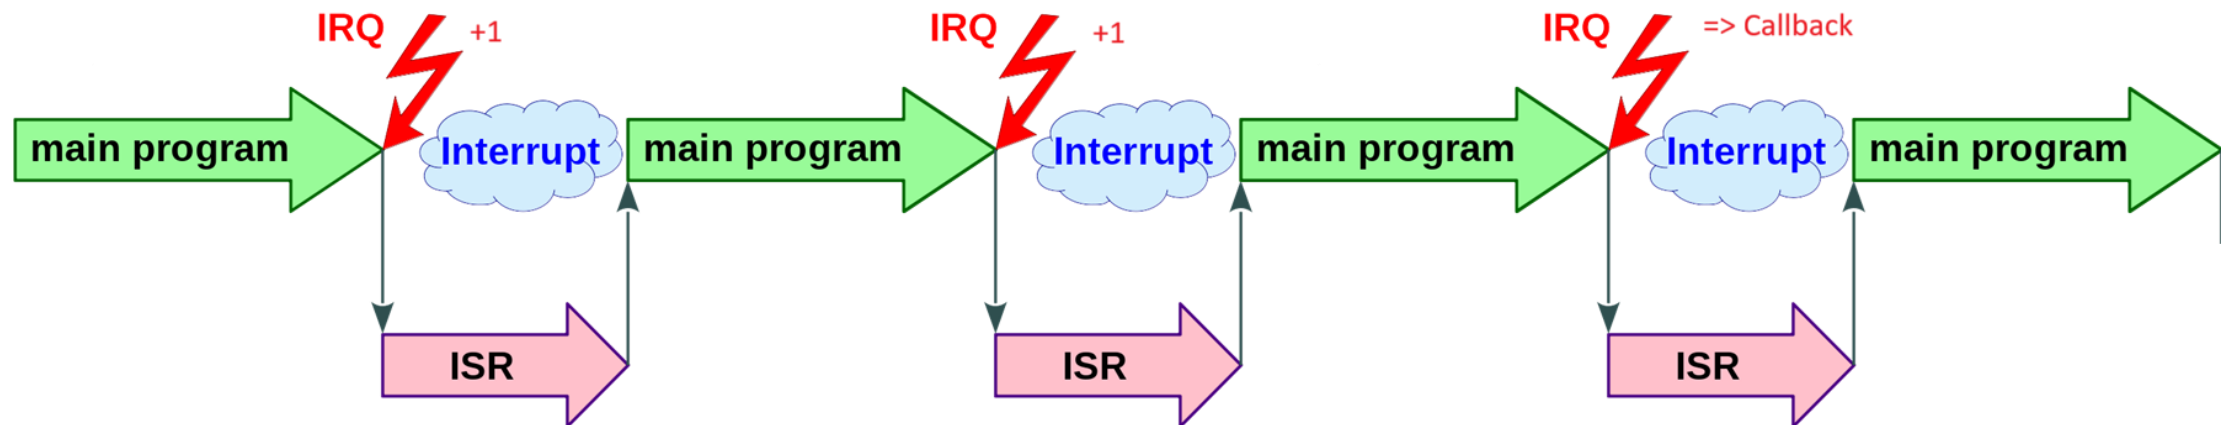 IRQ +1 IRQ +1 IRQ => Callback
main program Interrupt main program Interrupt main program Interrupt main program
ISR ISR ISR